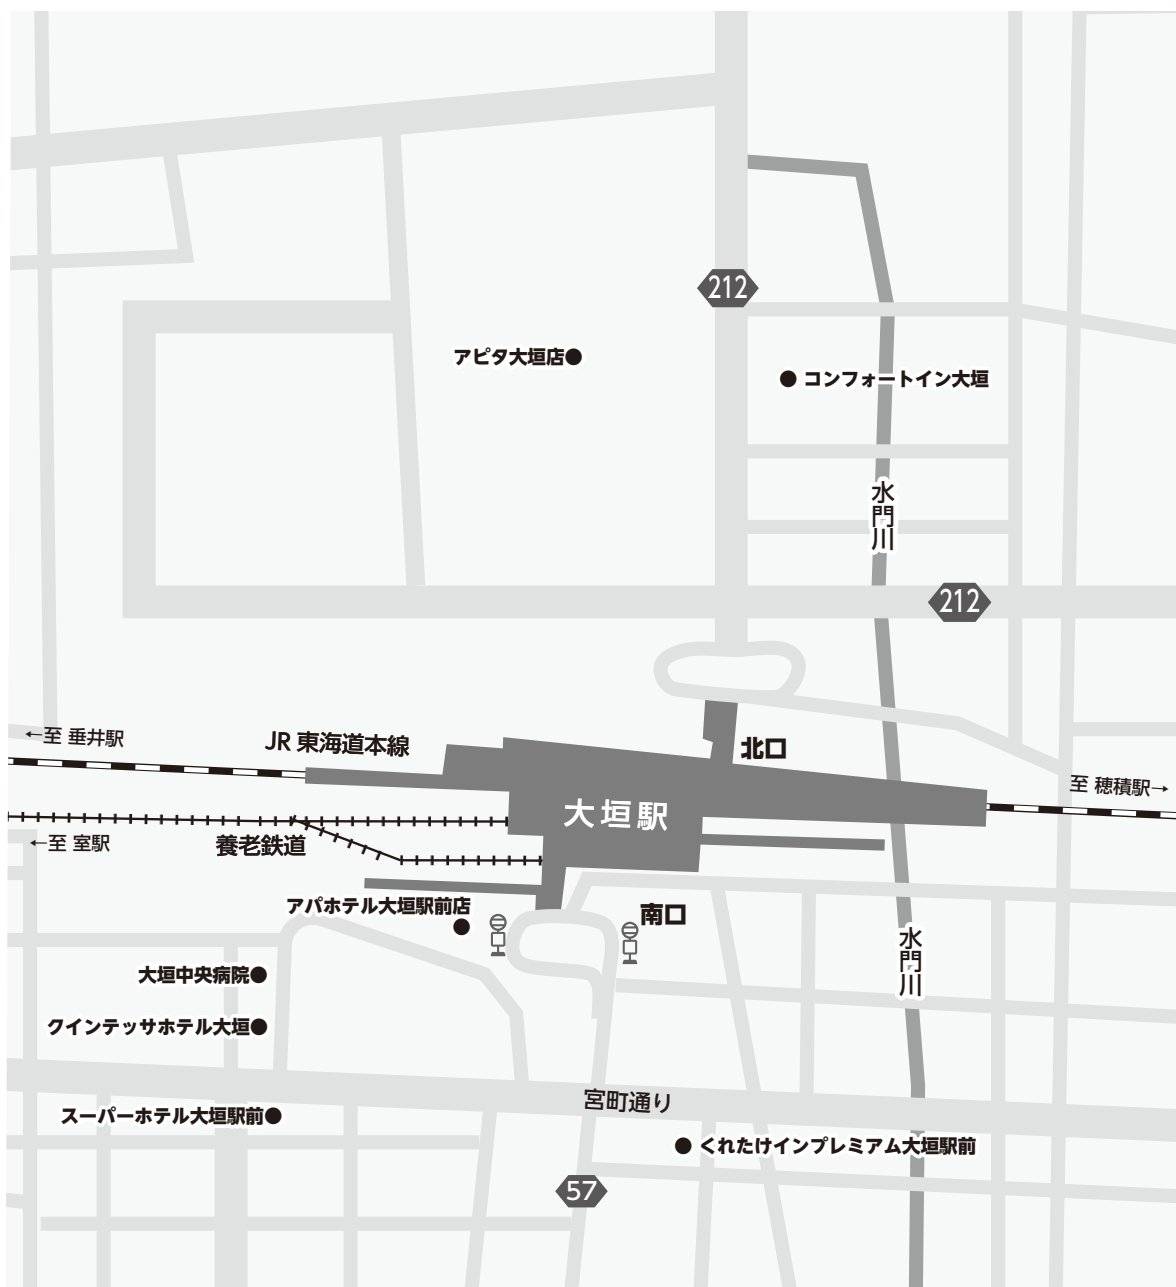 212
アピタ大垣店
コンフォートイン大垣
水門川
212
←至 垂井駅
JR 東海道本線
北口
至 穂積駅→
大垣駅
←至 室駅
養老鉄道
アパホテル大垣駅前店
南口
水門川
大垣中央病院
クインテッサホテル大垣
宮町通り
スーパーホテル大垣駅前
くれたけインプレミアム大垣駅前
57